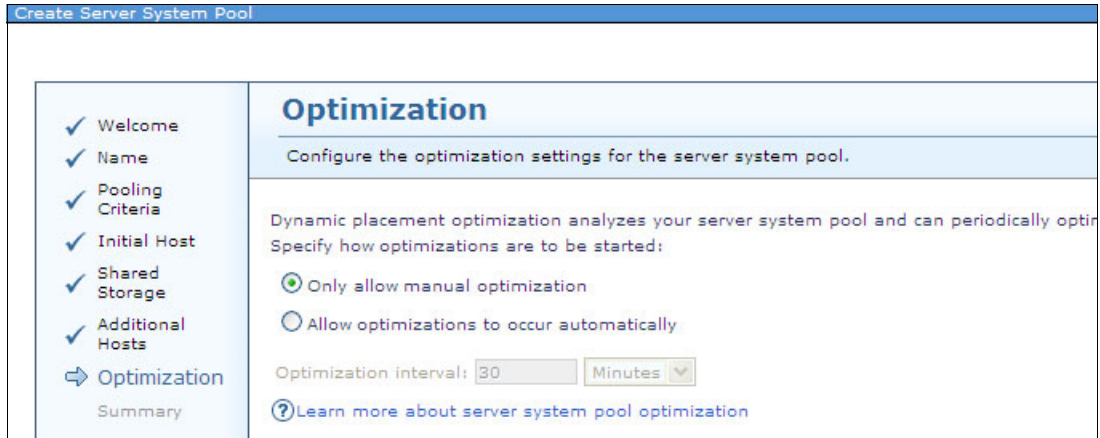 Create Server System Pool
Welcome
Name
Pooling
Criteria
Initial Host
Shared
Storage
Additional
Hosts
Optimization
Summary
Optimization
Configure the optimization settings for the server system pool.
Dynamic placement optimization analyzes your server system pool and can periodically optim
Specify how optimizations are to be started:
Only allow manual optimization
Allow optimizations to occur automatically
Optimization interval: 30 Minutes
?Learn more about server system pool optimization